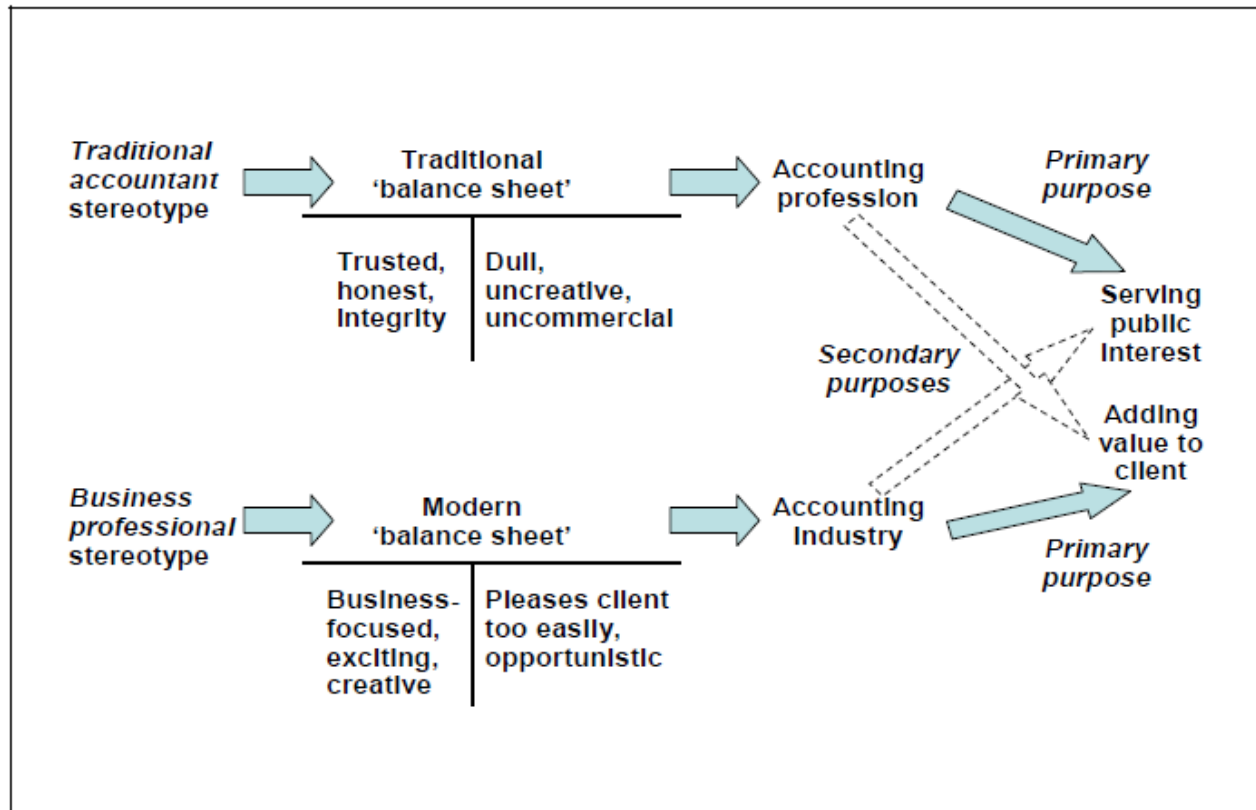 Traditional
accountant
stereotype
Traditional
‘balance sheet’
Trusted,
honest,
integrity
Dull,
uncreative,
uncommercial
Accounting
profession
Primary
purpose
Serving
public
interest
Secondary
purposes
Adding
value to
client
Business
professional
stereotype
Modern
‘balance sheet’
Business-
focused,
exciting,
creative
Pleases client
too easily,
opportunistic
Accounting
industry
Primary
purpose